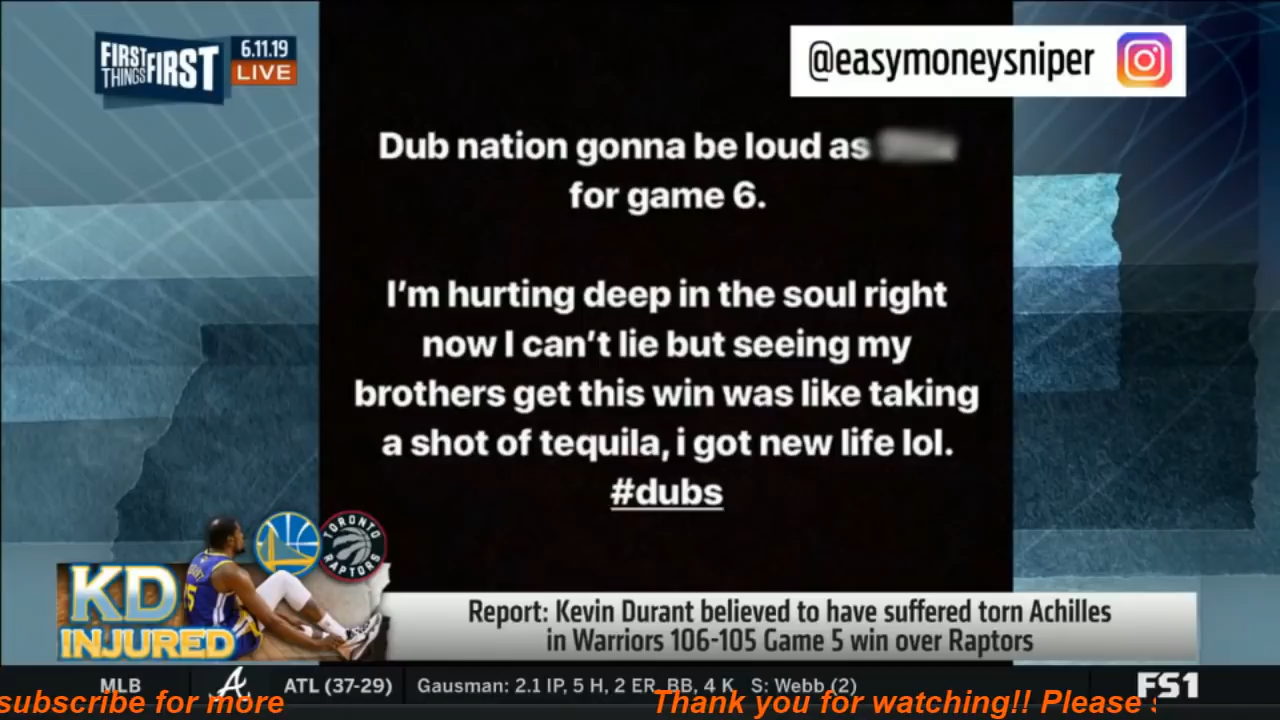 FIRST THINGS FIRST
6.11.19
LIVE
@easymoneysniper
Dub nation gonna be loud as
for game 6.
I'm hurting deep in the soul right
now I can't lie but seeing my
brothers get this win was like taking
a shot of tequila, i got new life lol.
#dubs
TORONTO
RAPTORS
KD
INJURED
Report: Kevin Durant believed to have suffered torn Achilles
in Warriors 106-105 Game 5 win over Raptors
MLB A ATL (37-29) Gausman: 2.1 IP, 5 H, 2 ER, BB, 4 K S: Webb (2) FS1
subscribe for more Thank you for watching!! Please